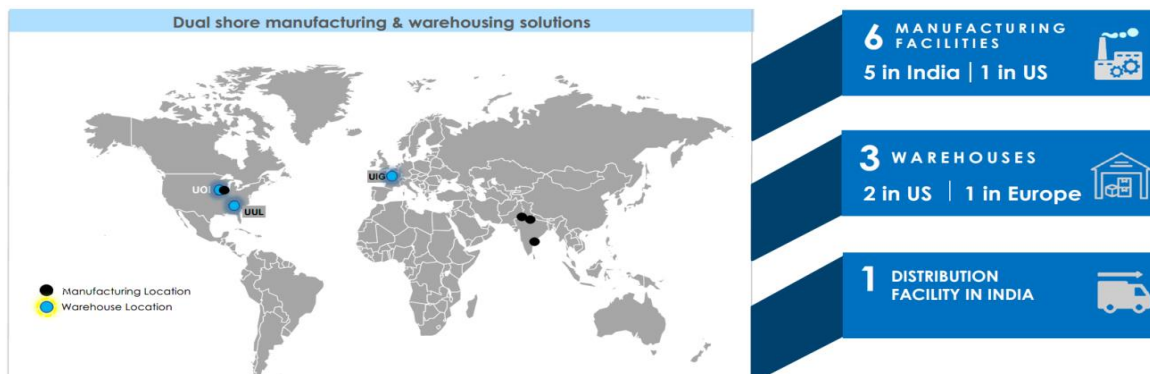 Dual shore manufacturing & warehousing solutions
UOI
UUL
UIG
Manufacturing Location
Warehouse Location
6 MANUFACTURING
FACILITIES
5 in India | 1 in US
3 WAREHOUSES
2 in US | 1 in Europe
1 DISTRIBUTION
FACILITY IN INDIA